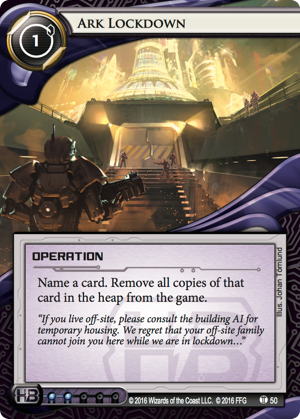 1
ARK LOCKDOWN
OPERATION
Name a card. Remove all copies of that
card in the heap from the game.
"If you live off-site, please consult the building AI for
temporary housing. We regret that your off-site family
cannot join you here while we are in lockdown…"
Illus. Johan Törnlund
HB
© 2016 Wizards of the Coast LLC. © 2016 FFG
50